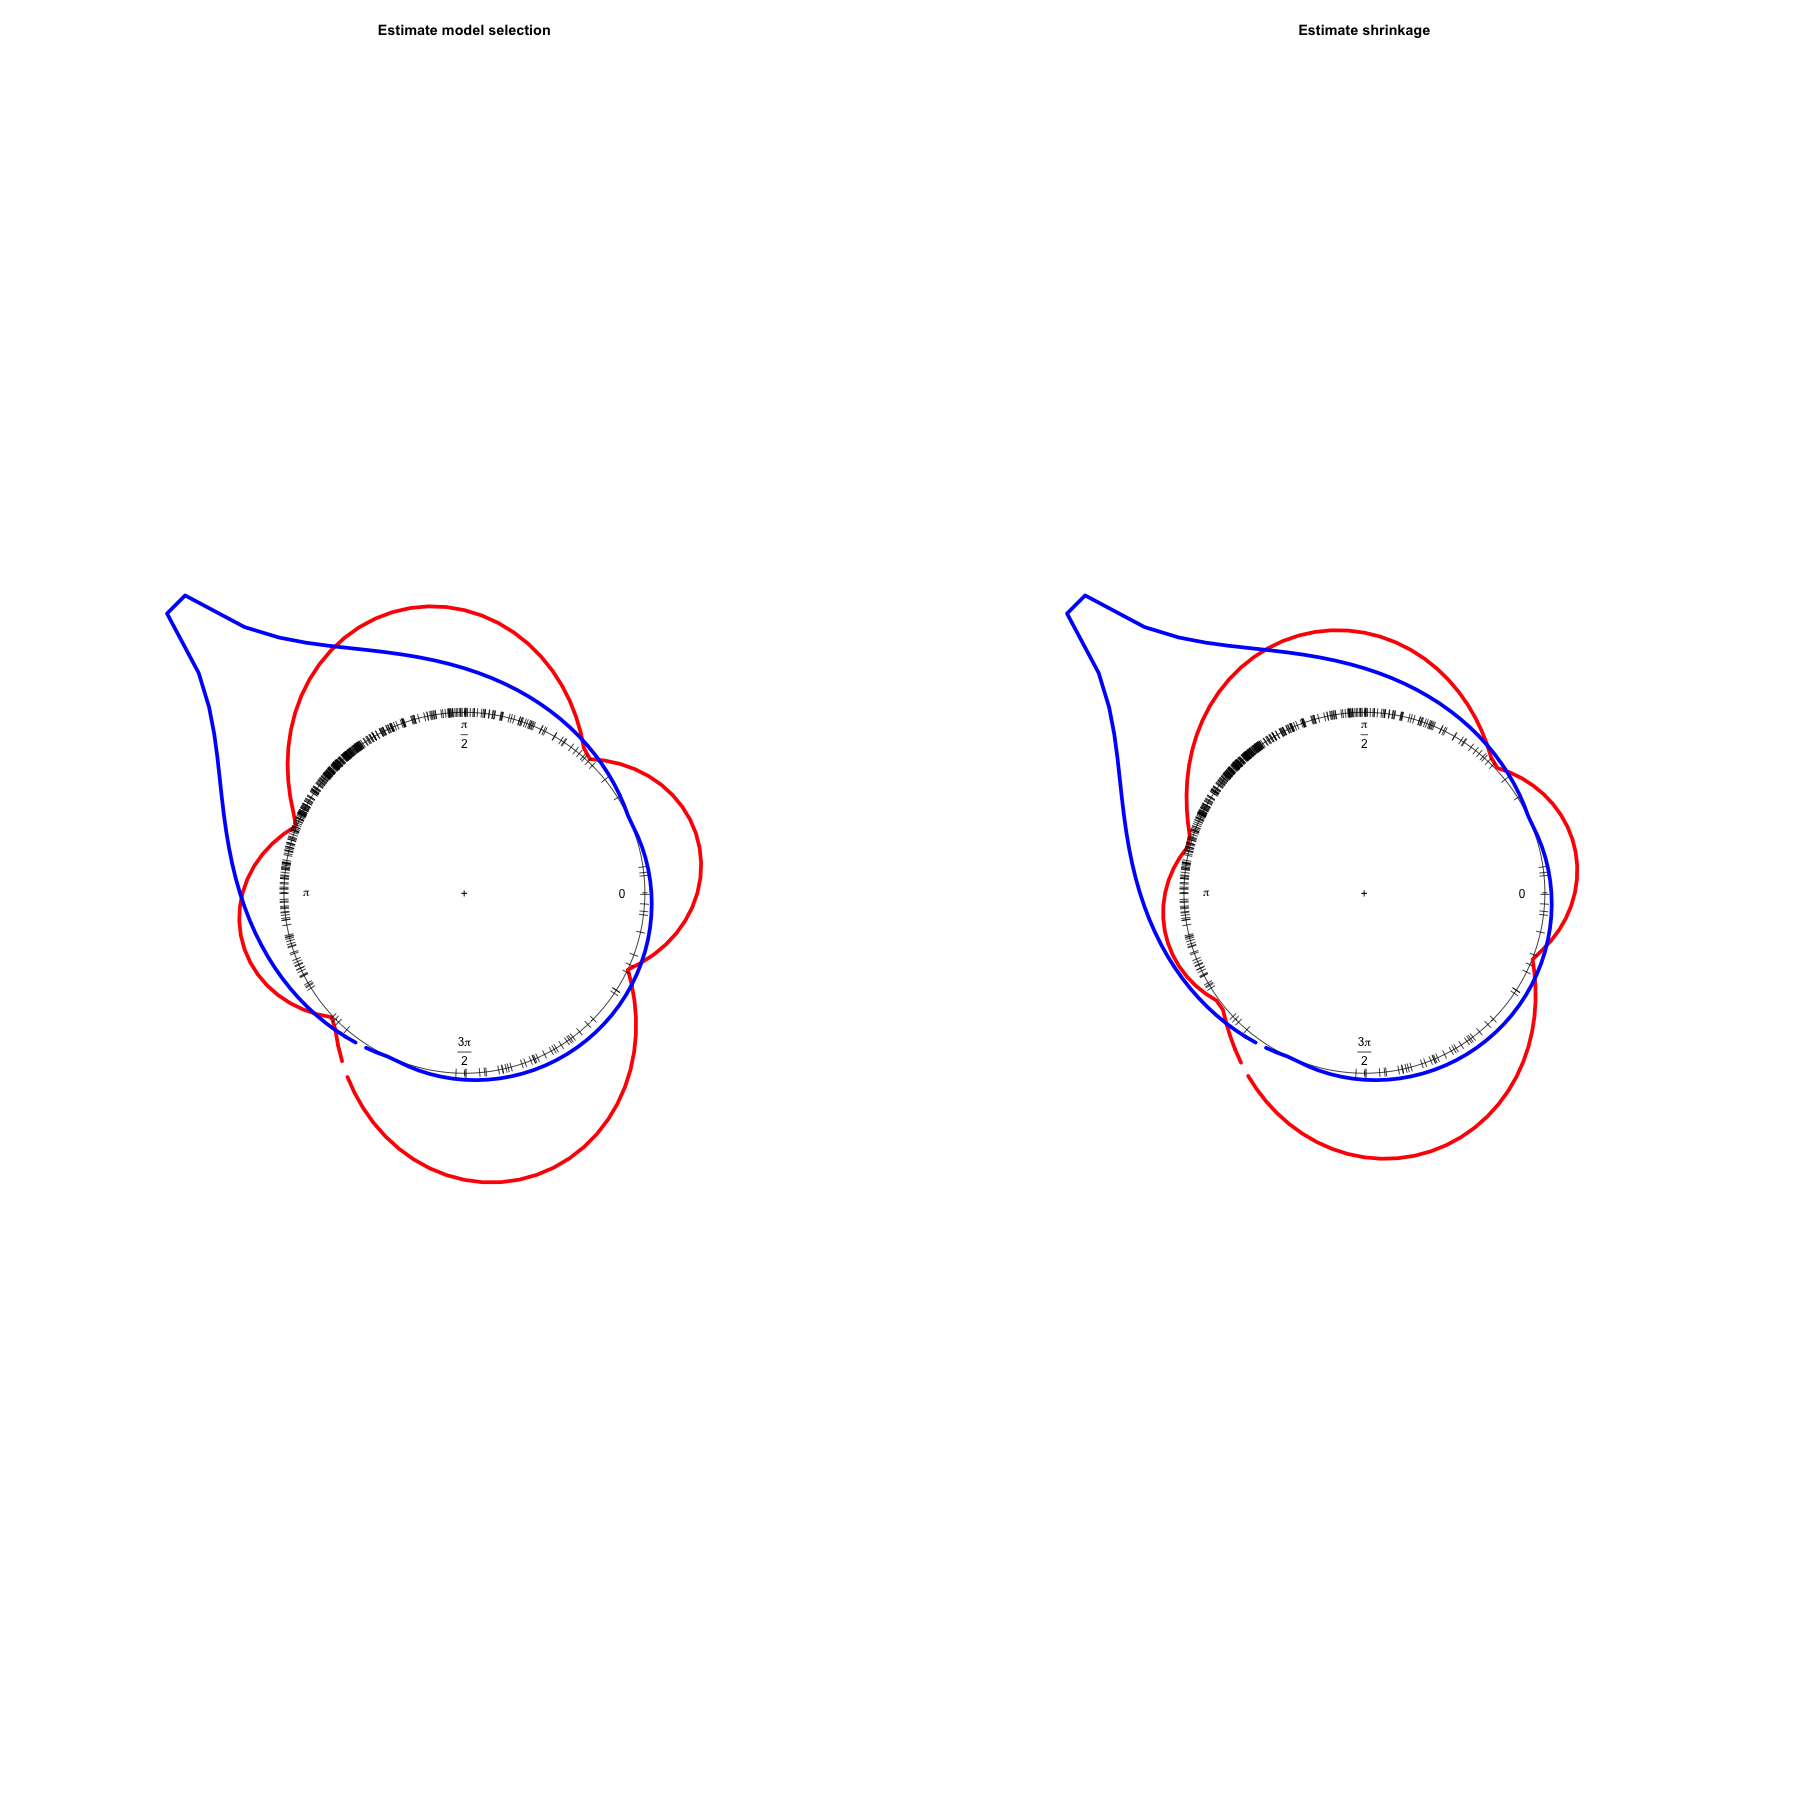 Estimate model selection
π
2
π
+
0
3π
2
Estimate shrinkage
π
2
π
+
0
3π
2